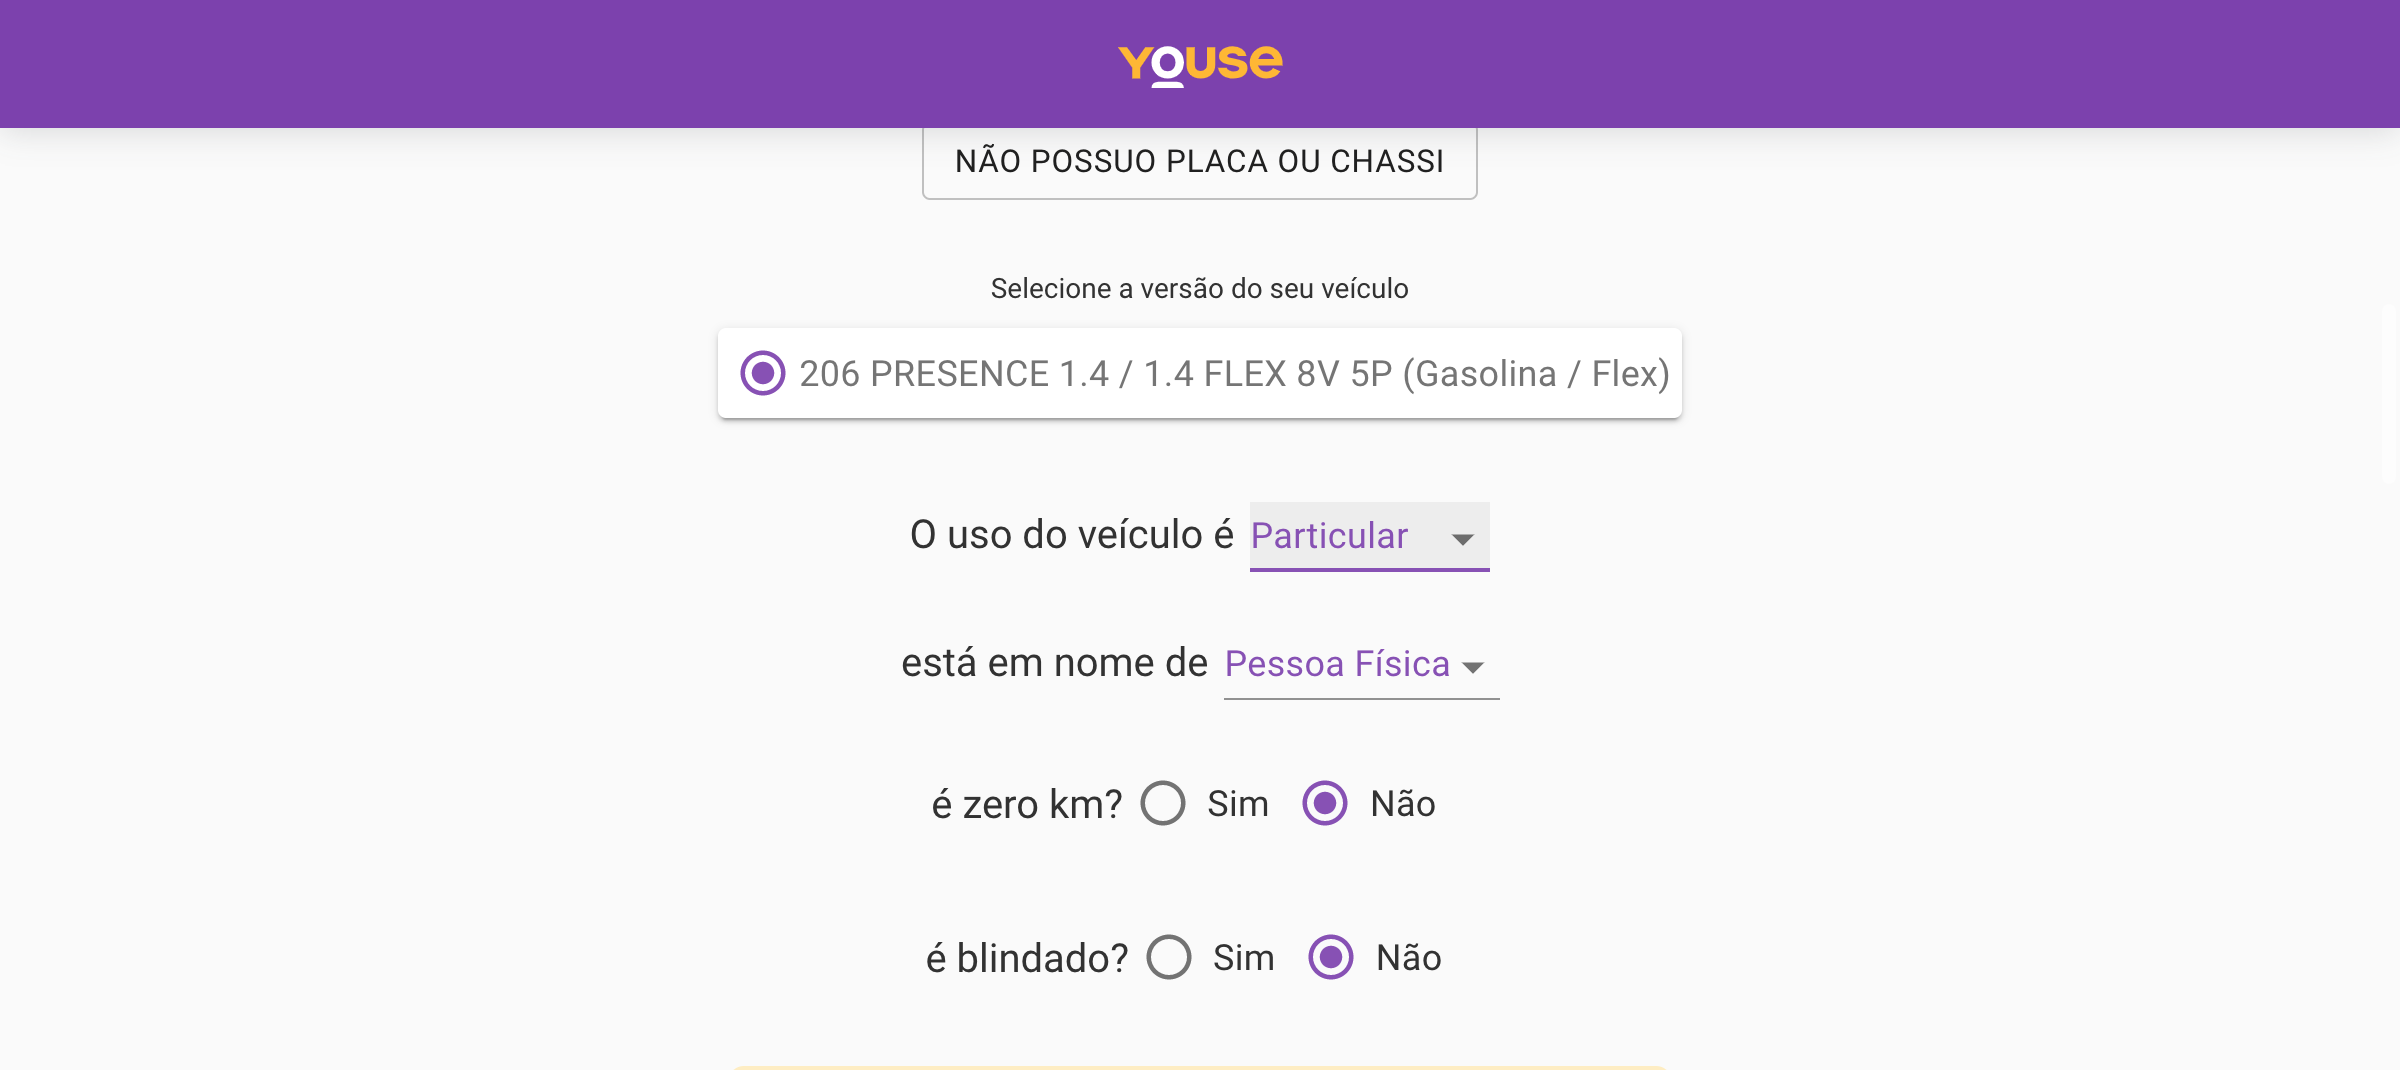 Youse
NÃO POSSUO PLACA OU CHASSI
Selecione a versão do seu veículo
206 PRESENCE 1.4 / 1.4 FLEX 8V 5P (Gasolina / Flex)
O uso do veículo é Particular
está em nome de Pessoa Física
é zero km? Sim Não
é blindado? Sim Não